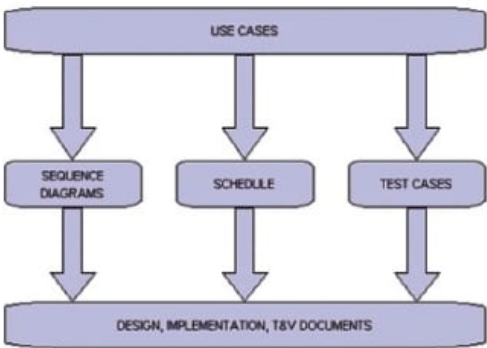 USE CASES
SEQUENCE
DIAGRAMS
SCHEDULE
TEST CASES
DESIGN, IMPLEMENTATION, T&V DOCUMENTS